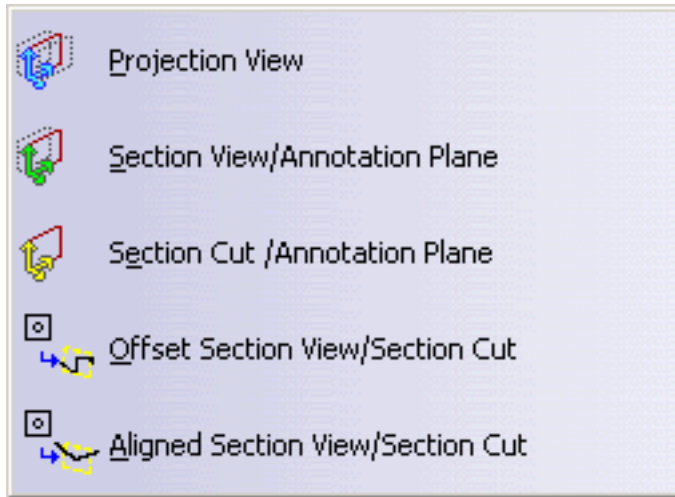 Projection View
Section View/Annotation Plane
Section Cut /Annotation Plane
Offset Section View/Section Cut
Aligned Section View/Section Cut